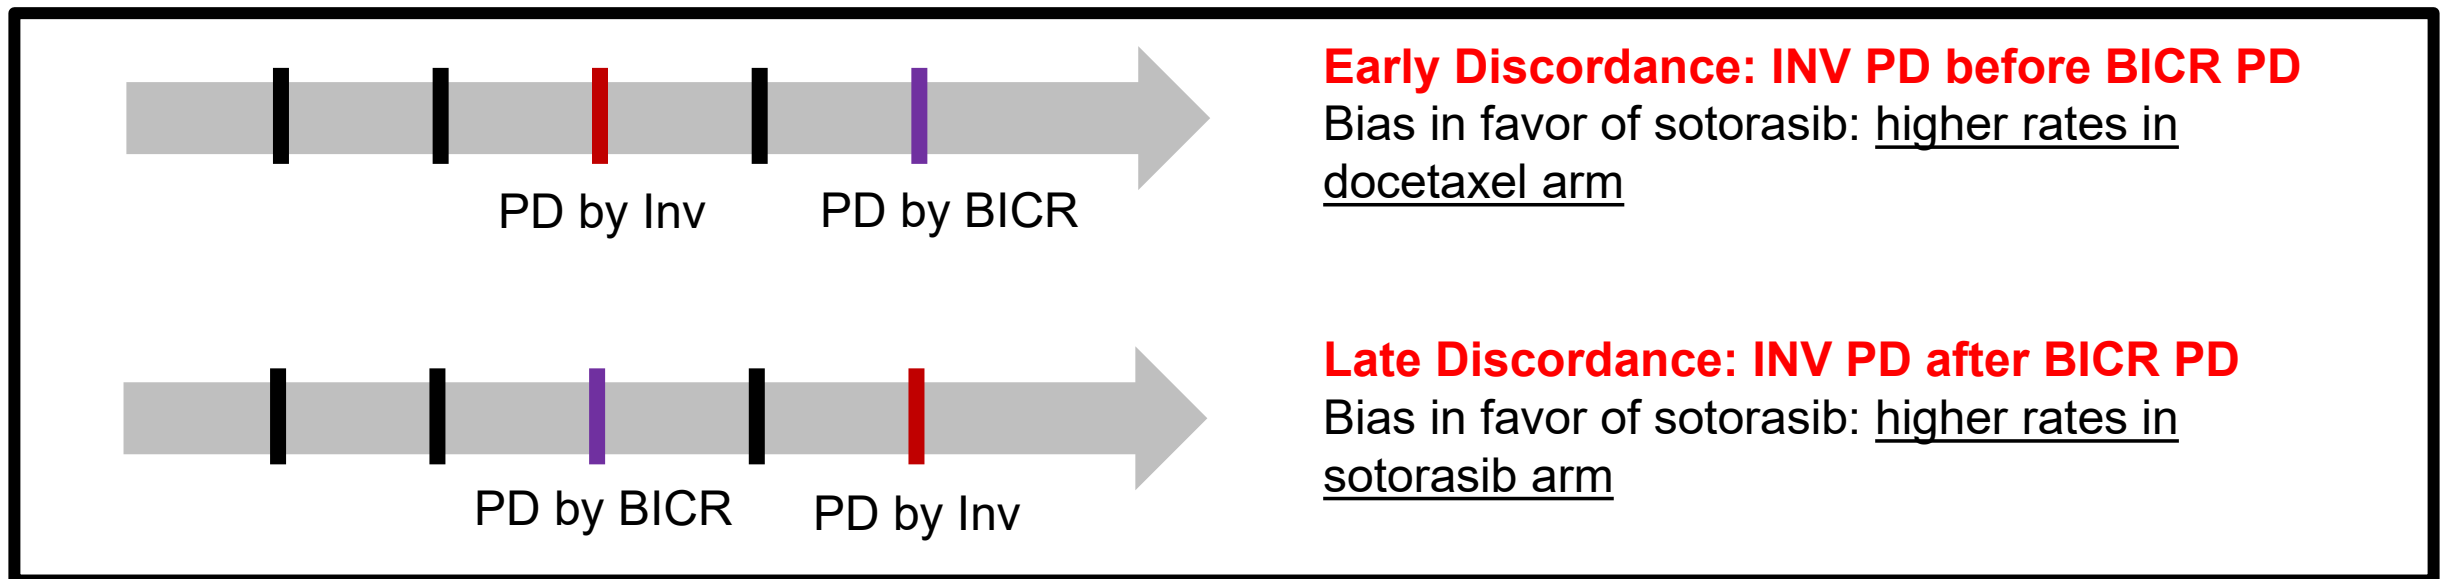 Early Discordance: INV PD before BICR PD
Bias in favor of sotorasib: higher rates in
docetaxel arm
PD by Inv
PD by BICR
Late Discordance: INV PD after BICR PD
Bias in favor of sotorasib: higher rates in
sotorasib arm
PD by BICR
PD by Inv